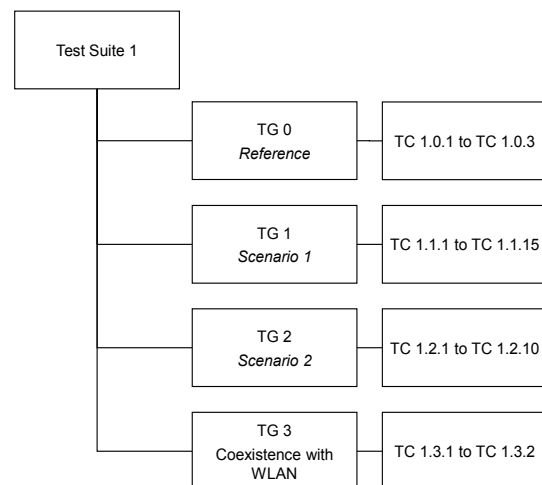 Test Suite 1
TG 0
Reference
TC 1.0.1 to TC 1.0.3
TG 1
Scenario 1
TC 1.1.1 to TC 1.1.15
TG 2
Scenario 2
TC 1.2.1 to TC 1.2.10
TG 3
Coexistence with
WLAN
TC 1.3.1 to TC 1.3.2